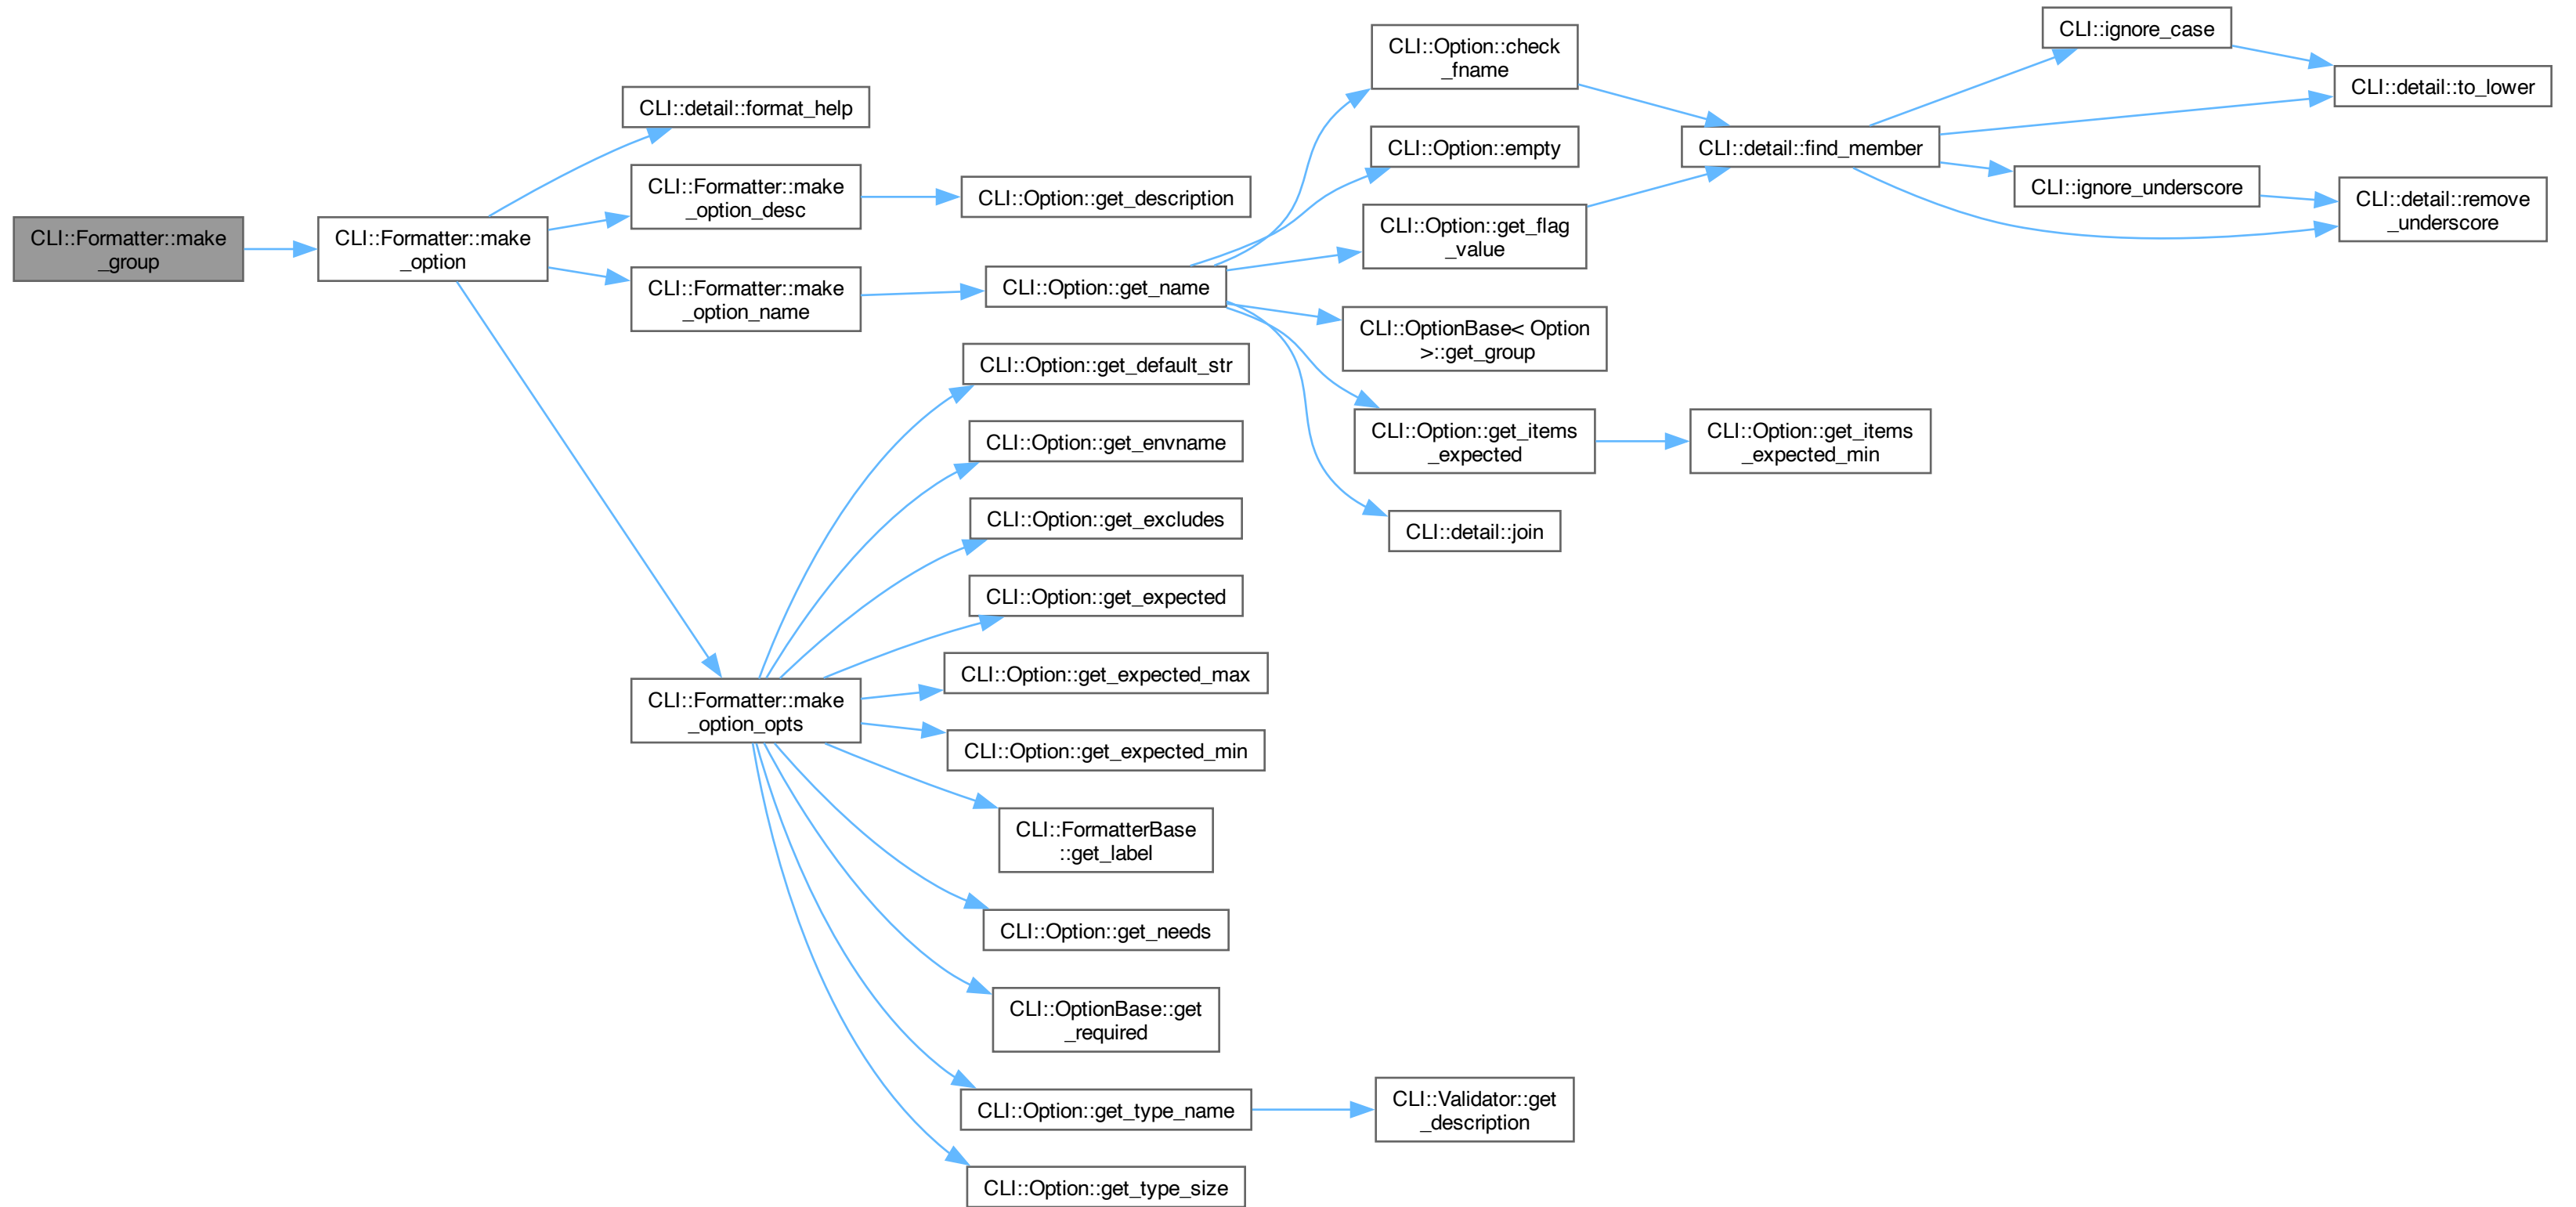 CLI::Formatter::make
_group
CLI::Formatter::make
_option
CLI::detail::format_help
CLI::Formatter::make
_option_desc
CLI::Option::get_description
CLI::Formatter::make
_option_name
CLI::Option::get_name
CLI::Option::check
_fname
CLI::Option::empty
CLI::Option::get_flag
_value
CLI::OptionBase< Option
>::get_group
CLI::Option::get_items
_expected
CLI::Option::get_items
_expected_min
CLI::detail::join
CLI::detail::find_member
CLI::ignore_case
CLI::detail::to_lower
CLI::ignore_underscore
CLI::detail::remove
_underscore
CLI::Formatter::make
_option_opts
CLI::Option::get_default_str
CLI::Option::get_envname
CLI::Option::get_excludes
CLI::Option::get_expected
CLI::Option::get_expected_max
CLI::Option::get_expected_min
CLI::FormatterBase
::get_label
CLI::Option::get_needs
CLI::OptionBase::get
_required
CLI::Option::get_type_name
CLI::Validator::get
_description
CLI::Option::get_type_size